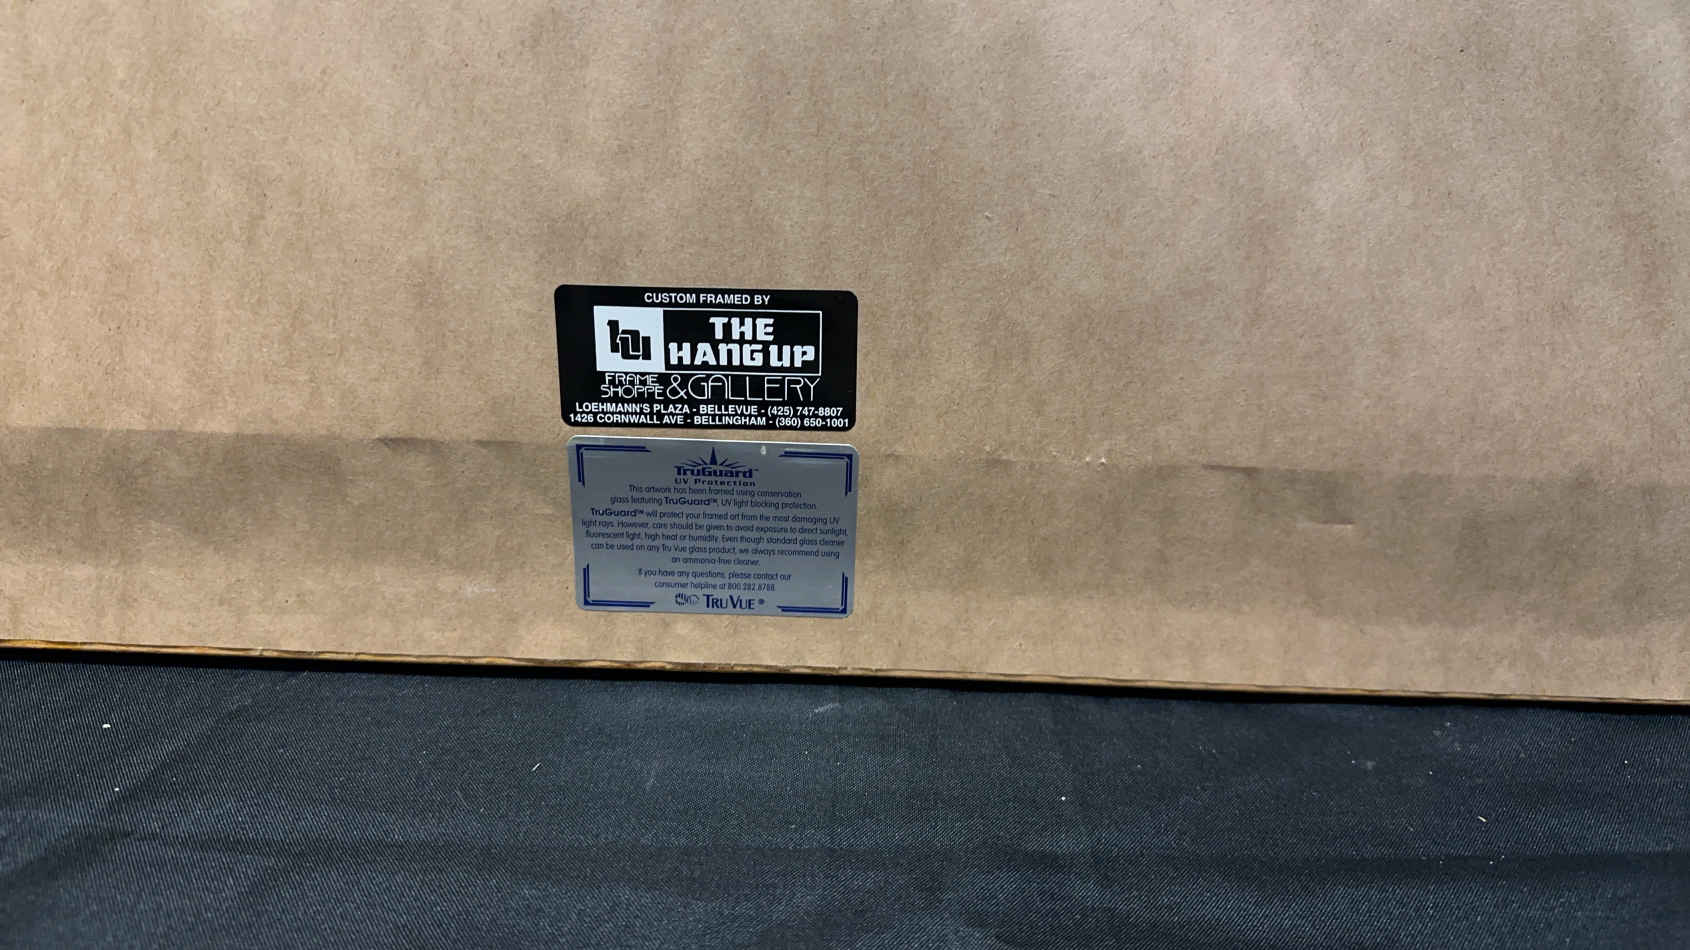 CUSTOM FRAMED BY
hu
THE
HANG UP
FRAME
SHOPPE & GALLERY
LOEHMANN'S PLAZA - BELLEVUE - (425) 747-8807
1426 CORNWALL AVE - BELLINGHAM - (360) 650-1001
TruGuard™
UV Protection
This artwork has been framed using conservation
glass featuring TruGuard™, UV light blocking protection.
TruGuard™ will protect your framed art from the most damaging UV
light rays. However, care should be given to avoid exposure to direct sunlight,
fluorescent light, high heat or humidity. Even though standard glass cleaner
can be used on any Tru Vue glass product, we always recommend using
an ammonia-free cleaner.
If you have any questions, please contact our
consumer helpline at 800.282.8788.
TRU VUE®